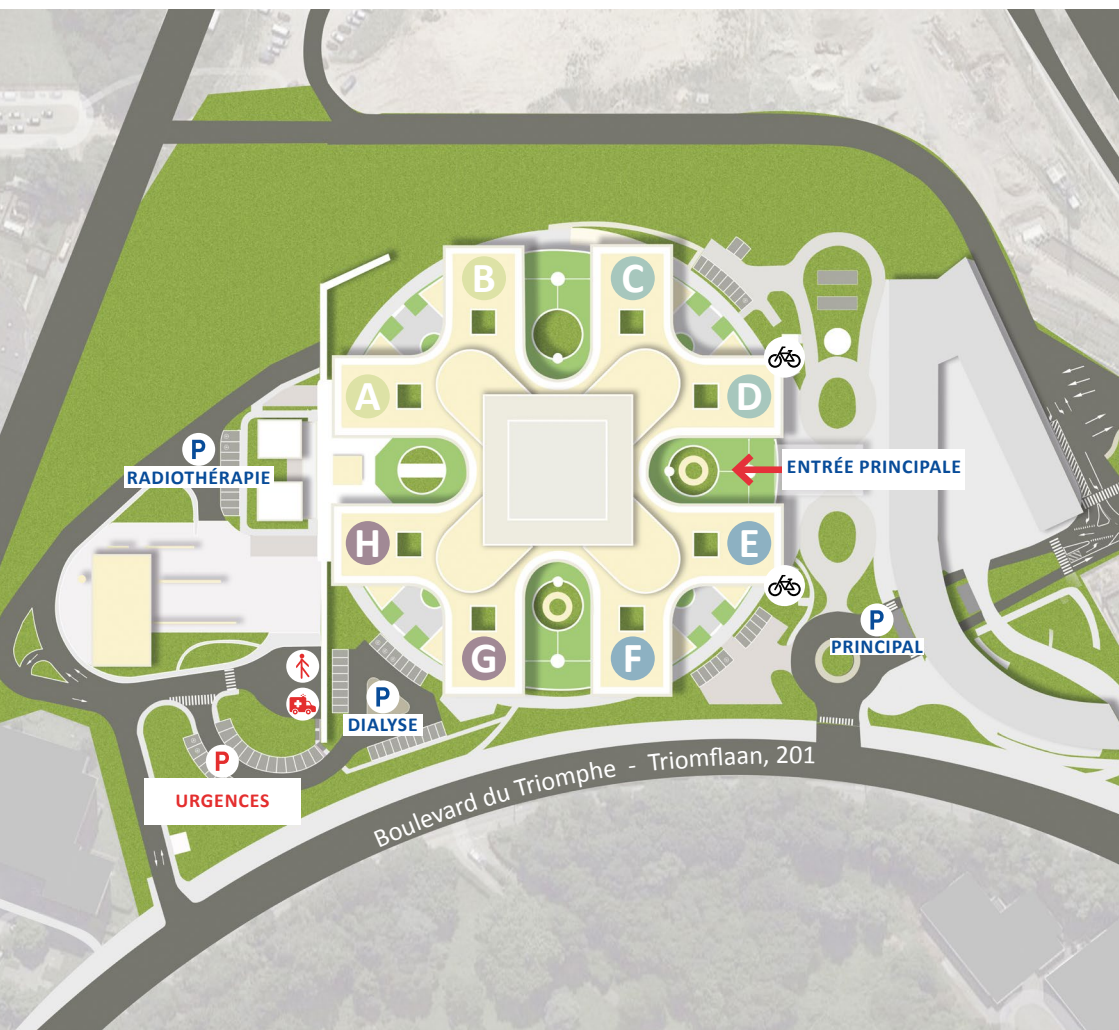 B
C
A
D
P
RADIOTHÉRAPIE
ENTRÉE PRINCIPALE
H
E
P
PRINCIPAL
G
F
P
DIALYSE
P
URGENCES
Boulevard du Triomphe - Triomflaan, 201